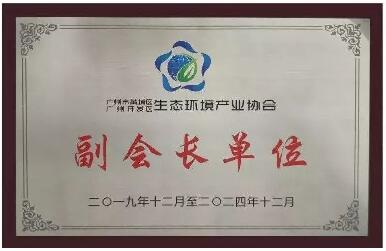 广州市黄埔区
广州开发区 生态环境产业协会
副会长单位
二〇一九年十二月至二〇二四年十二月